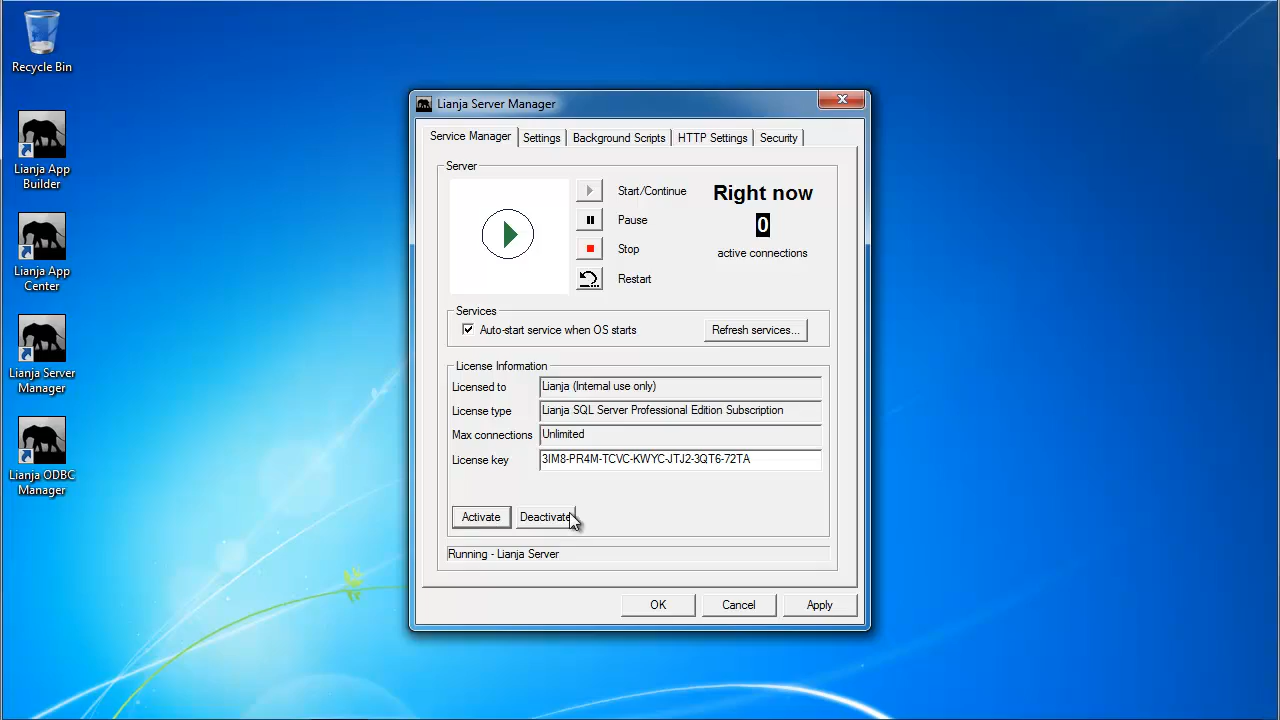 Recycle Bin
Lianja App
Builder
Lianja App
Center
Lianja Server
Manager
Lianja ODBC
Manager
Lianja Server Manager
Service Manager
Settings
Background Scripts
HTTP Settings
Security
Server
Start/Continue
Pause
Stop
Restart
Right now
0
active connections
Services
Auto-start service when OS starts
Refresh services...
License Information
Licensed to
Lianja (Internal use only)
License type
Lianja SQL Server Professional Edition Subscription
Max connections
Unlimited
License key
3IM8-PR4M-TCVC-KWYC-JTJ2-3QT6-72TA
Activate
Deactivate
Running - Lianja Server
OK
Cancel
Apply